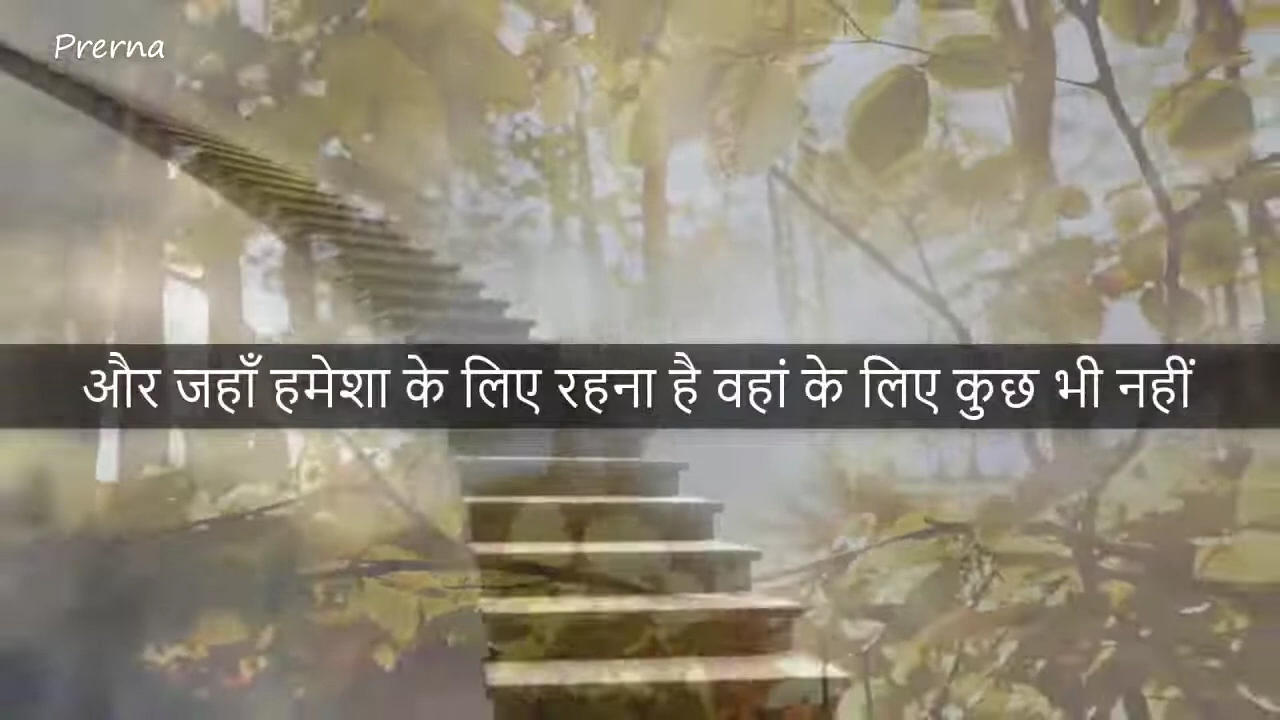 Prerna
और जहाँ हमेशा के लिए रहना है वहां के लिए कुछ भी नहीं